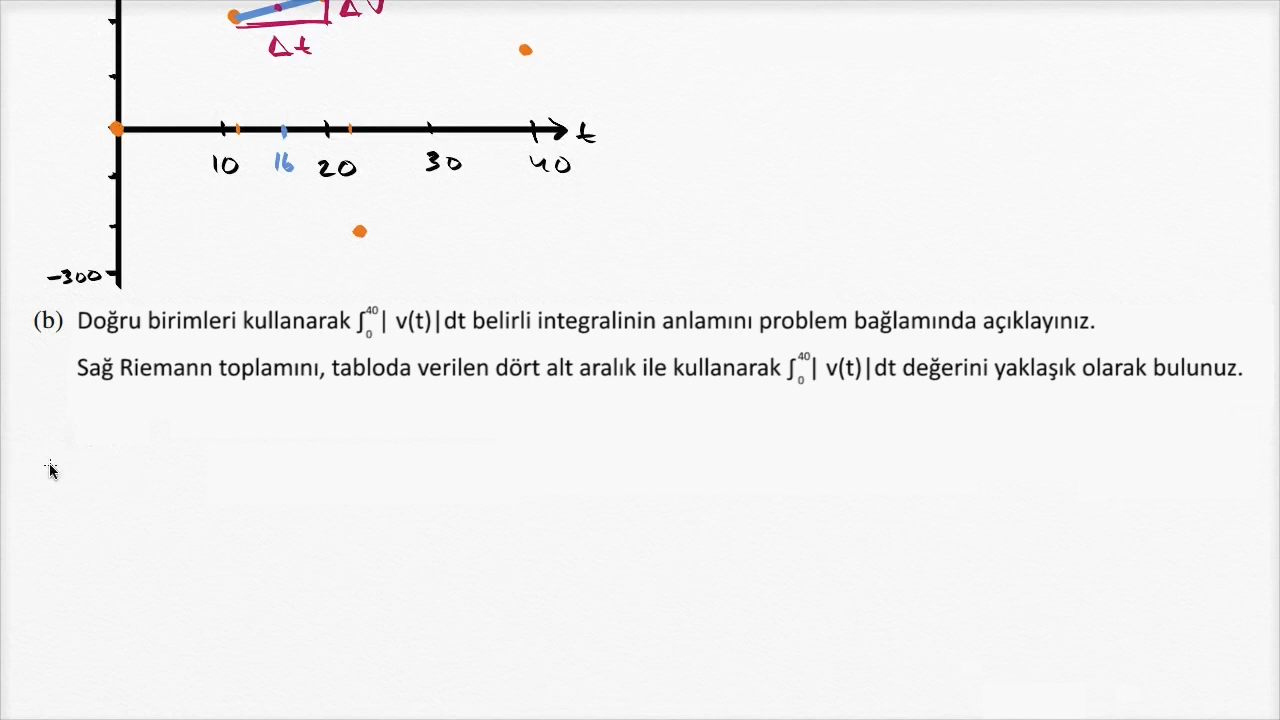 Δv
Δt
t
10 16 20 30 40
-300
(b) Doğru birimleri kullanarak ∫₀⁴⁰| v(t)|dt belirli integralinin anlamını problem bağlamında açıklayınız.
Sağ Riemann toplamını, tabloda verilen dört alt aralık ile kullanarak ∫₀⁴⁰| v(t)|dt değerini yaklaşık olarak bulunuz.